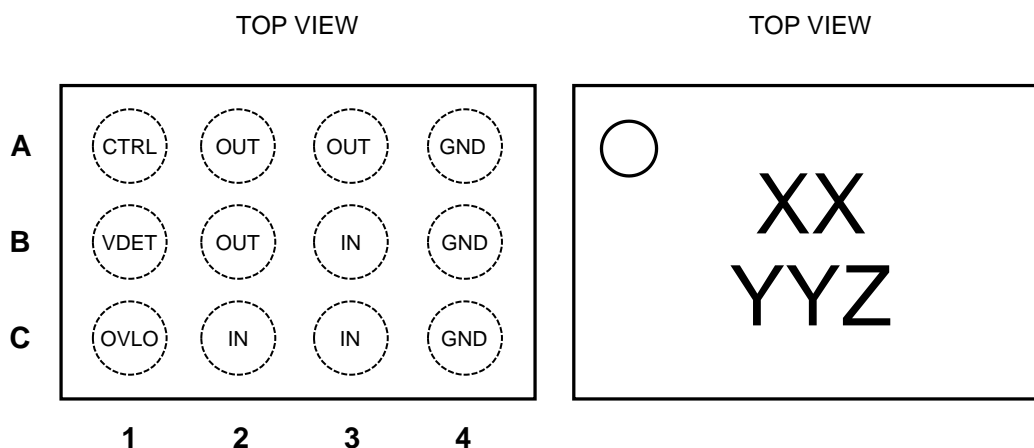 TOP VIEW TOP VIEW
A CTRL OUT OUT GND
B VDET OUT IN GND
C OVLO IN IN GND
1 2 3 4
XX
YYZ